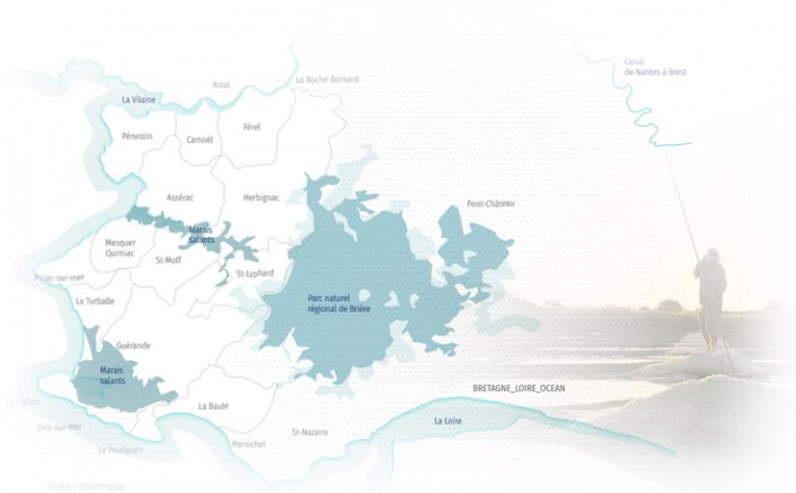 Canal
de Nantes à Brest
La Roche-Bernard
Arzal
La Vilaine
Férel
Pénestin
Camoël
Assérac
Herbignac
Pont-Château
Marais
salants
Mesquer
Quimiac
St-Molf
St-Lyphard
Piriac-sur-mer
La Turballe
Parc naturel
régional de Brière
Guérande
Marais
salants
BRETAGNE_LOIRE_OCEAN
La Baule
La Loire
Batz-sur-Mer
St-Nazaire
Pornichet
Le Pouliguen
Océan Atlantique